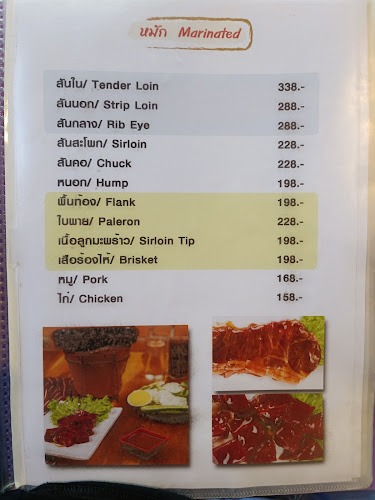 หมัก Marinated
สันใน/ Tender Loin 338.-
สันนอก/ Strip Loin 288.-
สันกลาง/ Rib Eye 288.-
สันสะโพก/ Sirloin 228.-
สันคอ/ Chuck 228.-
หนอก/ Hump 198.-
พื้นท้อง/ Flank 198.-
ใบพาย/ Paleron 228.-
เนื้อลูกมะพร้าว/ Sirloin Tip 198.-
เสือร้องไห้/ Brisket 198.-
หมู/ Pork 168.-
ไก่/ Chicken 158.-